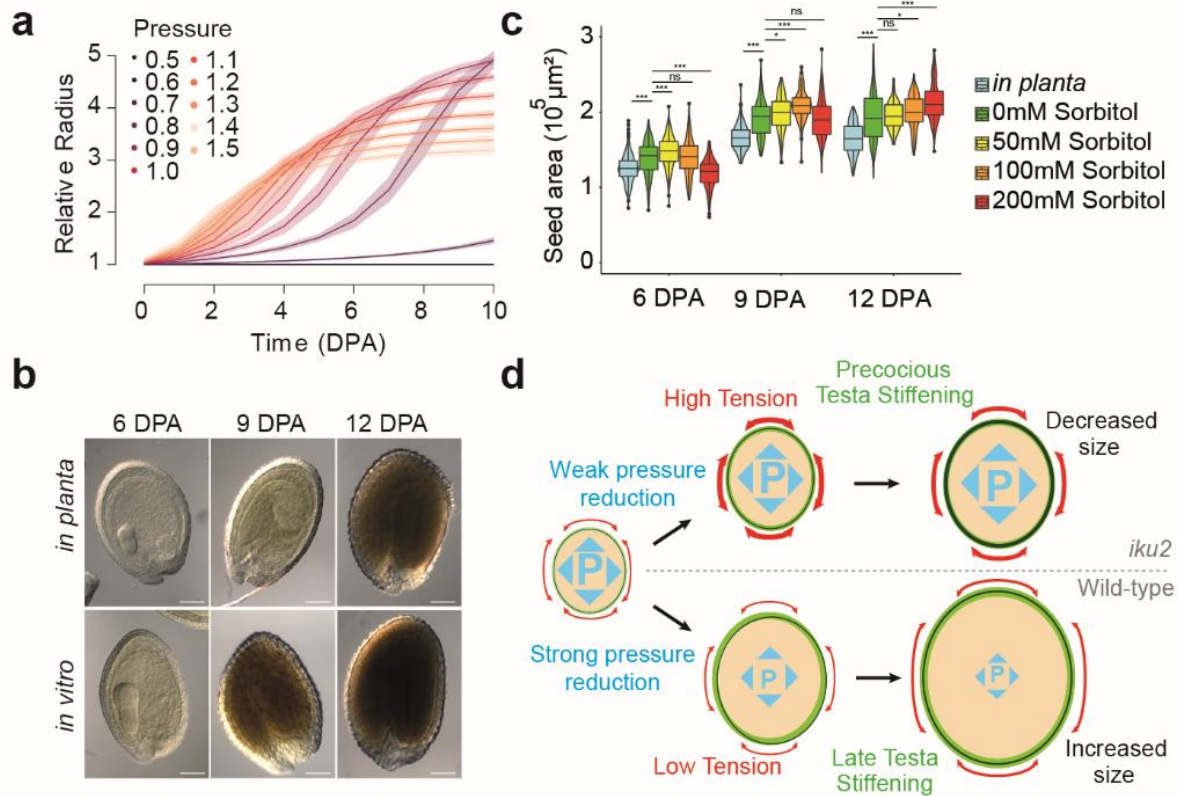 a
Pressure
0.5
0.6
0.7
0.8
0.9
1.0
1.1
1.2
1.3
1.4
1.5
Relative Radius
5
4
3
2
1
0 2 4 6 8 10
Time (DPA)
b
6 DPA 9 DPA 12 DPA
in planta
in vitro
c
Seed area (10⁵ µm²)
3
2
1
0
***
ns
***
***
ns
***
*
***
***
*
ns
***
6 DPA 9 DPA 12 DPA
in planta
0mM Sorbitol
50mM Sorbitol
100mM Sorbitol
200mM Sorbitol
d
High Tension
Precocious
Testa Stiffening
Decreased
size
Weak pressure
reduction
P
P
P
iku2
Wild-type
Strong pressure
reduction
P
P
Low Tension
Late Testa
Stiffening
Increased
size